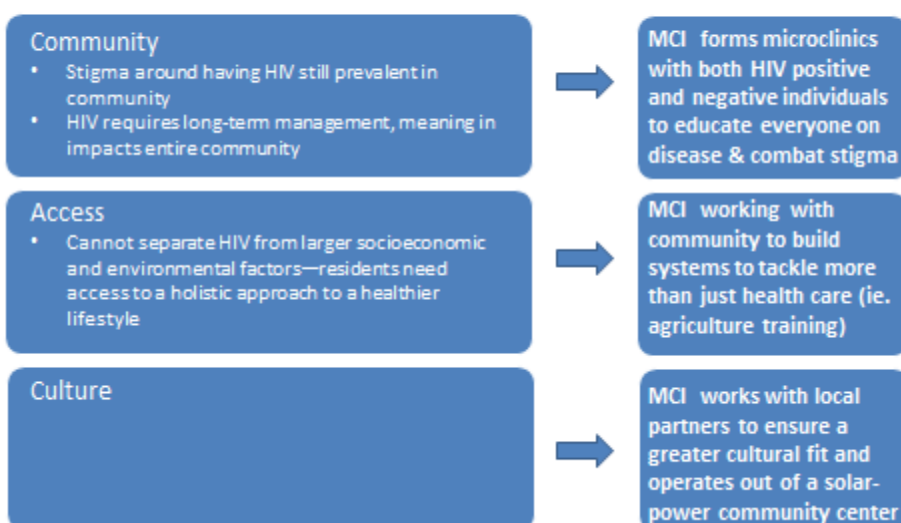 Community
• Stigma around having HIV still prevalent in
community
• HIV requires long-term management, meaning in
impacts entire community
MCI forms microclinics
with both HIV positive
and negative individuals
to educate everyone on
disease & combat stigma
Access
• Cannot separate HIV from larger socioeconomic
and environmental factors—residents need
access to a holistic approach to a healthier
lifestyle
MCI working with
community to build
systems to tackle more
than just health care (ie.
agriculture training)
Culture
MCI works with local
partners to ensure a
greater cultural fit and
operates out of a solar-
power community center